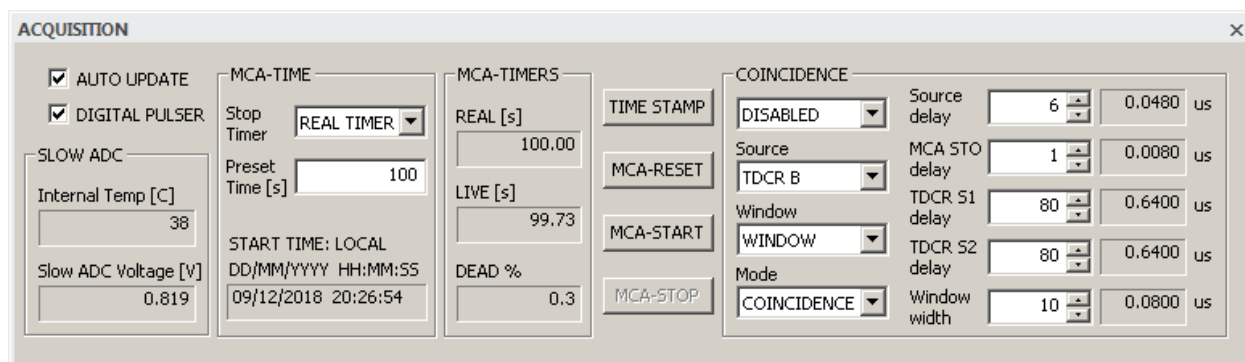 ACQUISITION
AUTO UPDATE
DIGITAL PULSER
SLOW ADC
Internal Temp [C]
38
Slow ADC Voltage [V]
0.819
MCA-TIME
Stop
Timer
REAL TIMER
Preset
Time [s]
100
START TIME: LOCAL
DD/MM/YYYY HH:MM:SS
09/12/2018 20:26:54
MCA-TIMERS
REAL [s]
100.00
LIVE [s]
99.73
DEAD %
0.3
TIME STAMP
MCA-RESET
MCA-START
MCA-STOP
COINCIDENCE
DISABLED
Source
TDCR B
Window
WINDOW
Mode
COINCIDENCE
Source
delay
6
0.0480 us
MCA STO
delay
1
0.0080 us
TDCR S1
delay
80
0.6400 us
TDCR S2
delay
80
0.6400 us
Window
width
10
0.0800 us